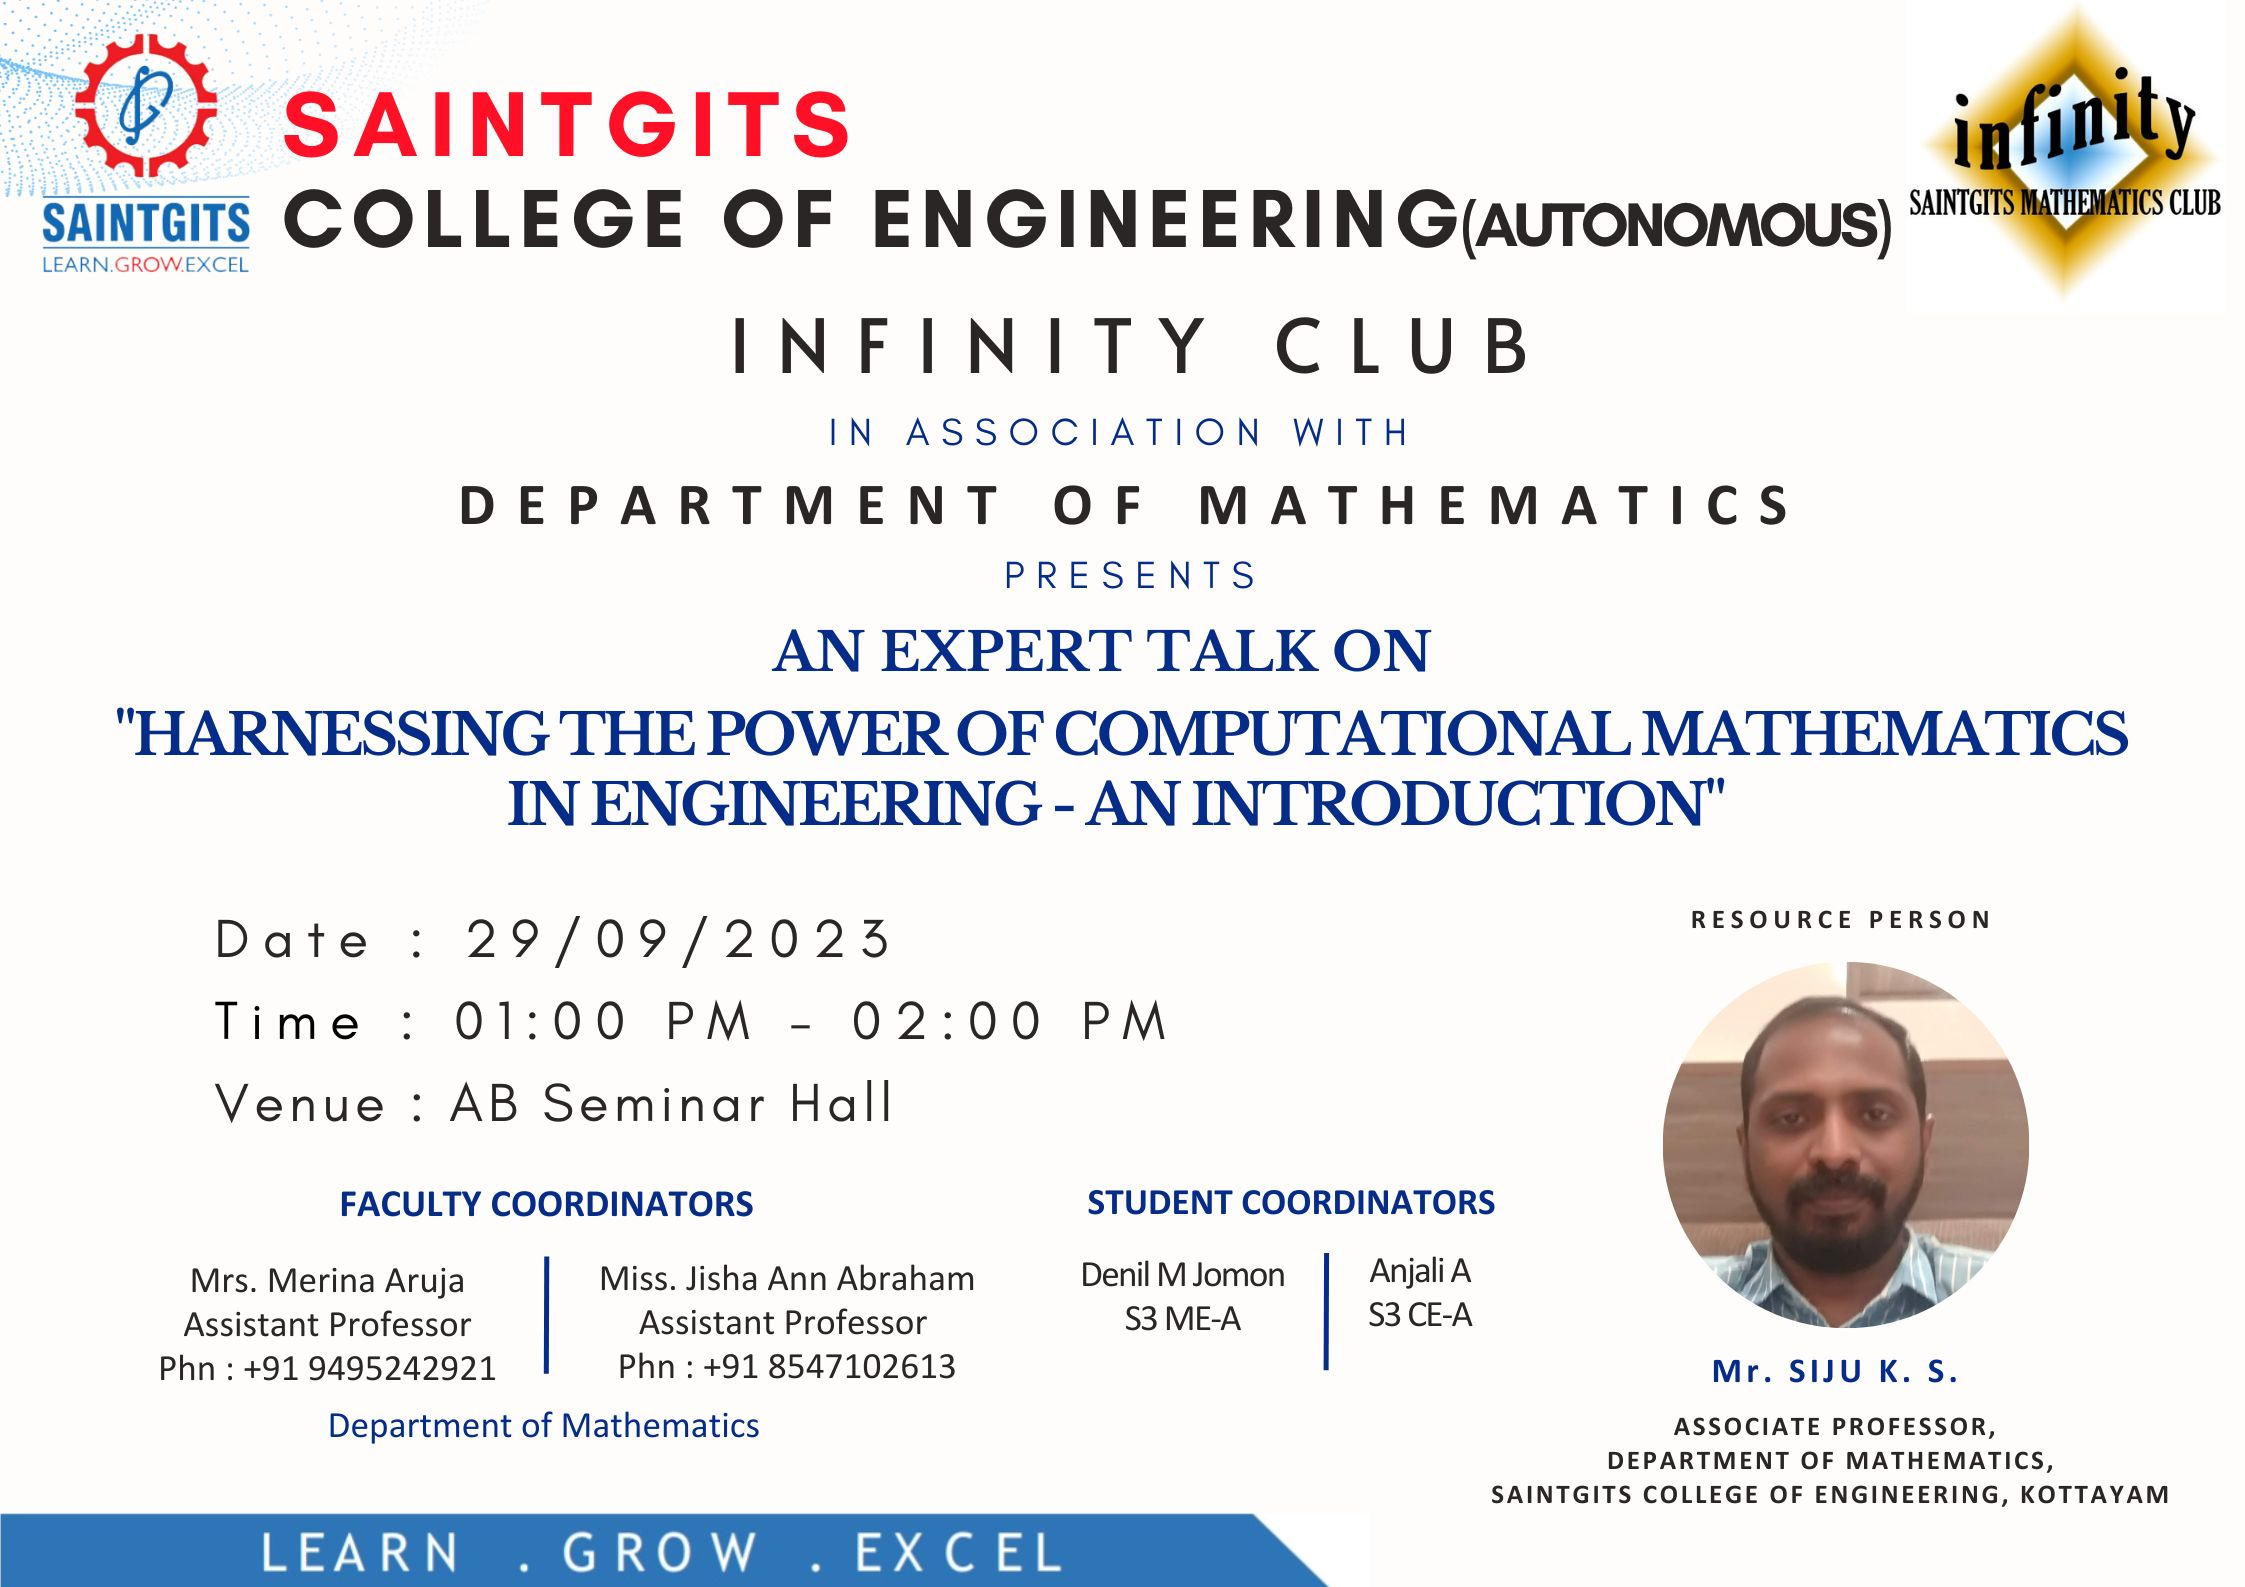 SAINTGITS
LEARN.GROW.EXCEL
SAINTGITS
COLLEGE OF ENGINEERING(AUTONOMOUS)
infinity
SAINTGITS MATHEMATICS CLUB
INFINITY CLUB
IN ASSOCIATION WITH
DEPARTMENT OF MATHEMATICS
PRESENTS
AN EXPERT TALK ON
"HARNESSING THE POWER OF COMPUTATIONAL MATHEMATICS
IN ENGINEERING - AN INTRODUCTION"
Date : 29/09/2023
Time : 01:00 PM - 02:00 PM
Venue : AB Seminar Hall
FACULTY COORDINATORS
Mrs. Merina Aruja
Assistant Professor
Phn : +91 9495242921
Miss. Jisha Ann Abraham
Assistant Professor
Phn : +91 8547102613
Department of Mathematics
STUDENT COORDINATORS
Denil M Jomon
S3 ME-A
Anjali A
S3 CE-A
RESOURCE PERSON
Mr. SIJU K. S.
ASSOCIATE PROFESSOR,
DEPARTMENT OF MATHEMATICS,
SAINTGITS COLLEGE OF ENGINEERING, KOTTAYAM
LEARN . GROW . EXCEL